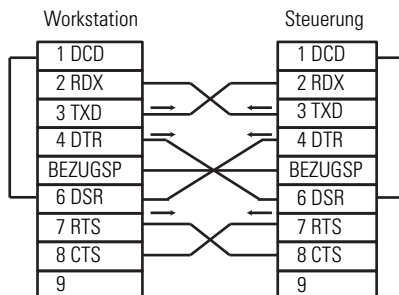 Workstation
Steuerung
1 DCD
2 RDX
3 TXD
4 DTR
BEZUGSP
6 DSR
7 RTS
8 CTS
9
1 DCD
2 RDX
3 TXD
4 DTR
BEZUGSP
6 DSR
7 RTS
8 CTS
9